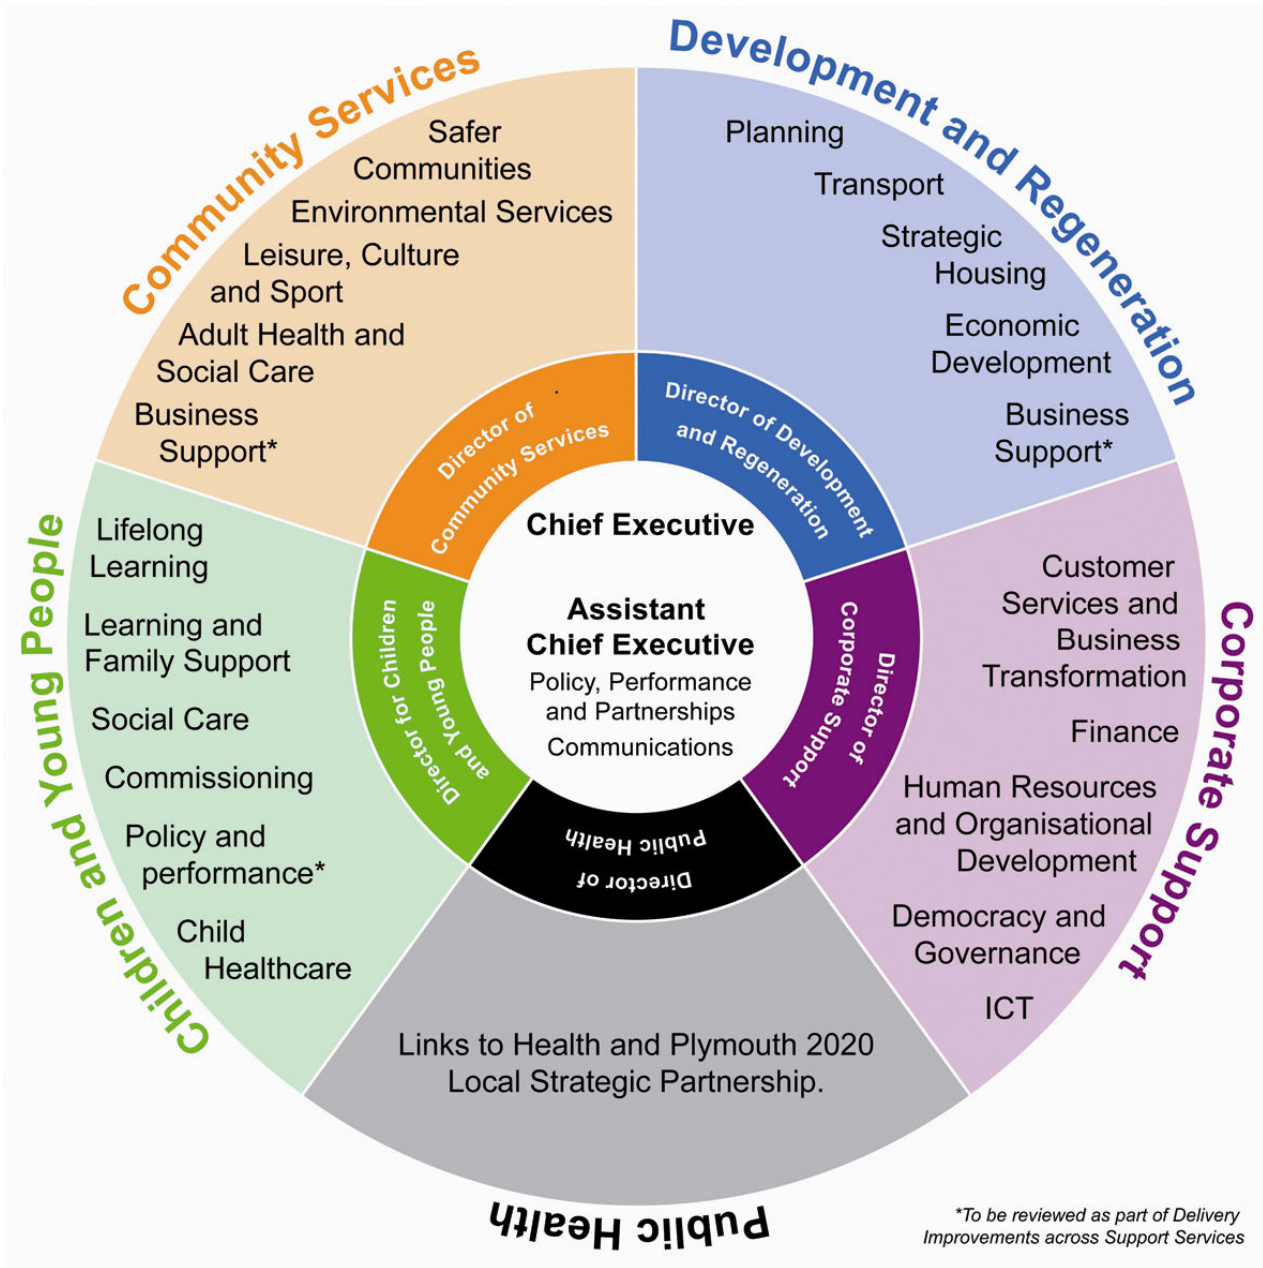 Community Services
Safer
Communities
Environmental Services
Leisure, Culture
and Sport
Adult Health and
Social Care
Business
Support*
Development and Regeneration
Planning
Transport
Strategic
Housing
Economic
Development
Business
Support*
Corporate Support
Customer
Services and
Business
Transformation
Finance
Human Resources
and Organisational
Development
Democracy and
Governance
ICT
Public Health
Links to Health and Plymouth 2020
Local Strategic Partnership.
Children and Young People
Lifelong
Learning
Learning and
Family Support
Social Care
Commissioning
Policy and
performance*
Child
Healthcare
Director of
Community Services
Director of Development
and Regeneration
Director of
Corporate Support
Director of
Public Health
Director for Children
and Young People
Chief Executive
Assistant
Chief Executive
Policy, Performance
and Partnerships
Communications
*To be reviewed as part of Delivery
Improvements across Support Services